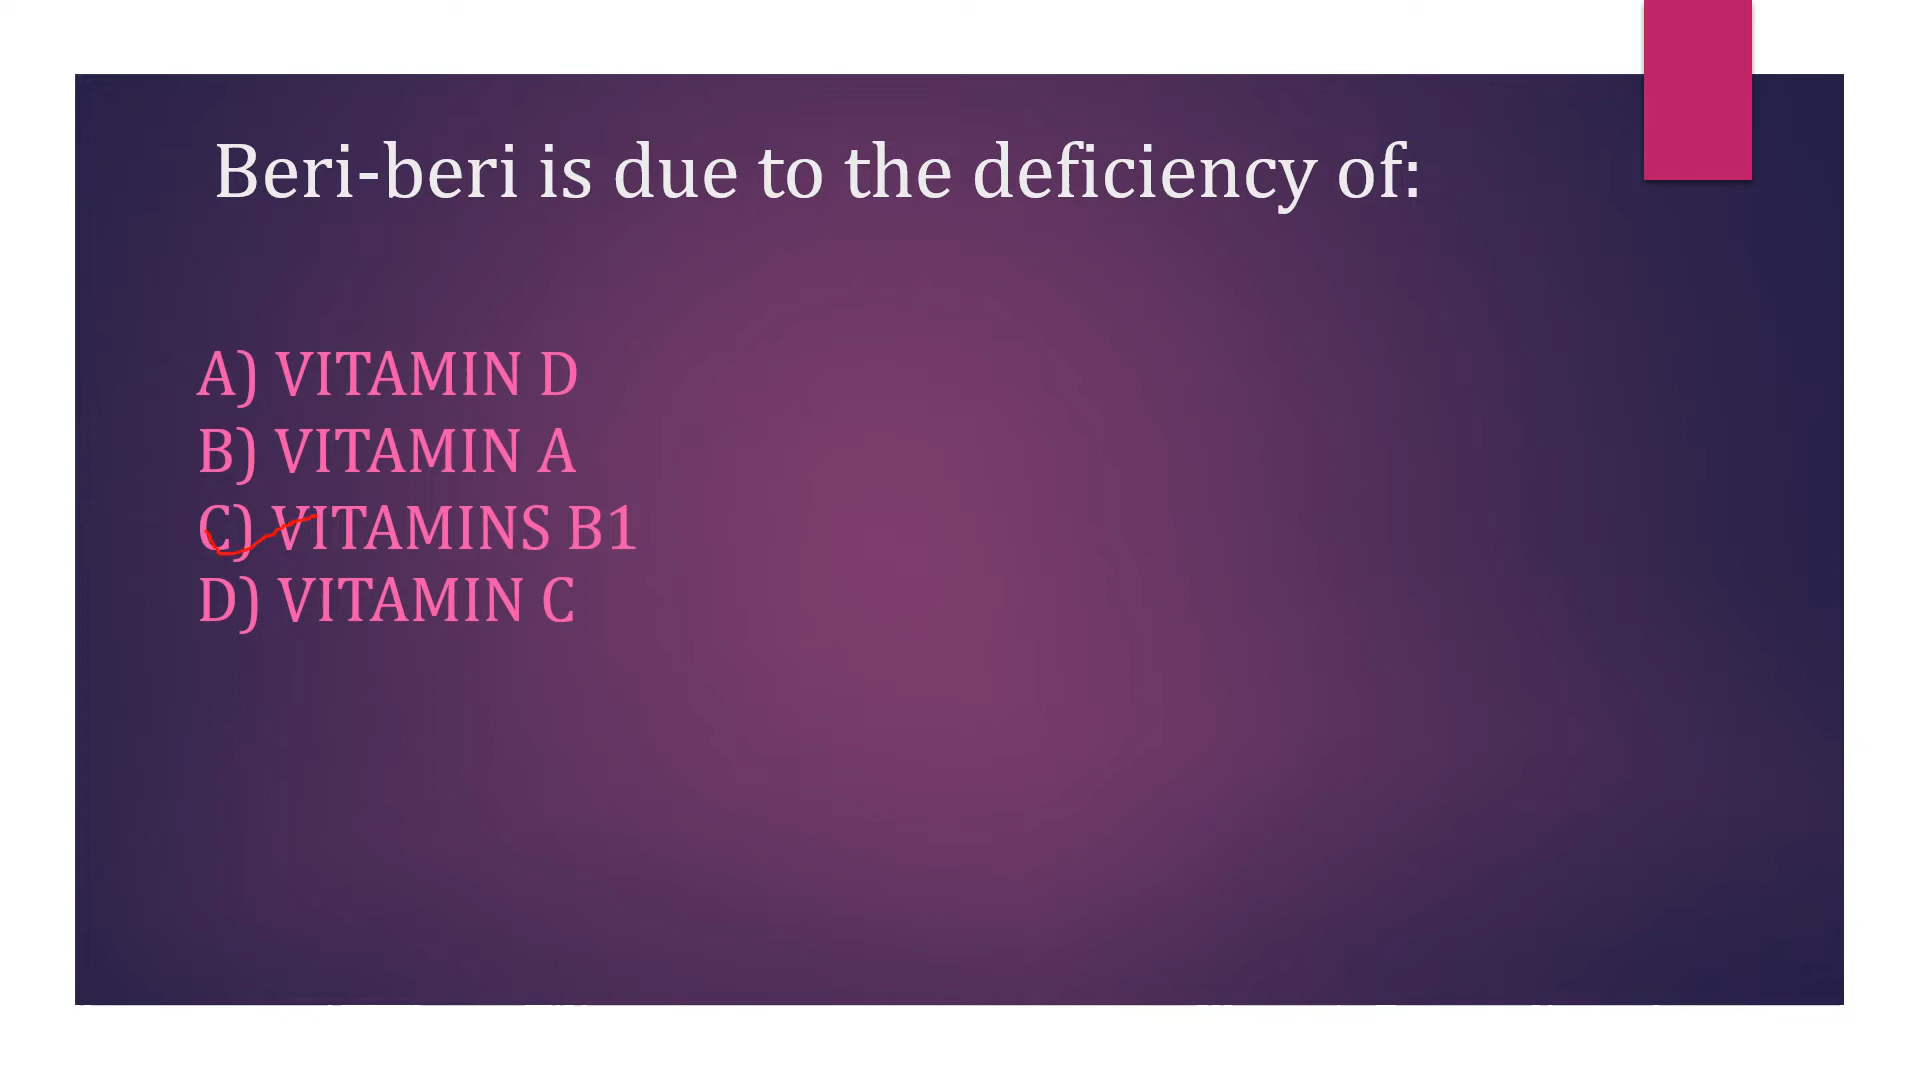 Beri-beri is due to the deficiency of:
A) VITAMIN D
B) VITAMIN A
C) VITAMINS B1
D) VITAMIN C